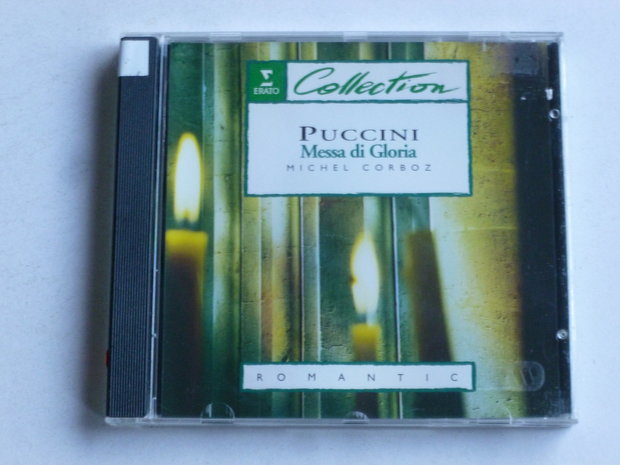 ERATO
Collection
PUCCINI
Messa di Gloria
MICHEL CORBOZ
ROMANTIC